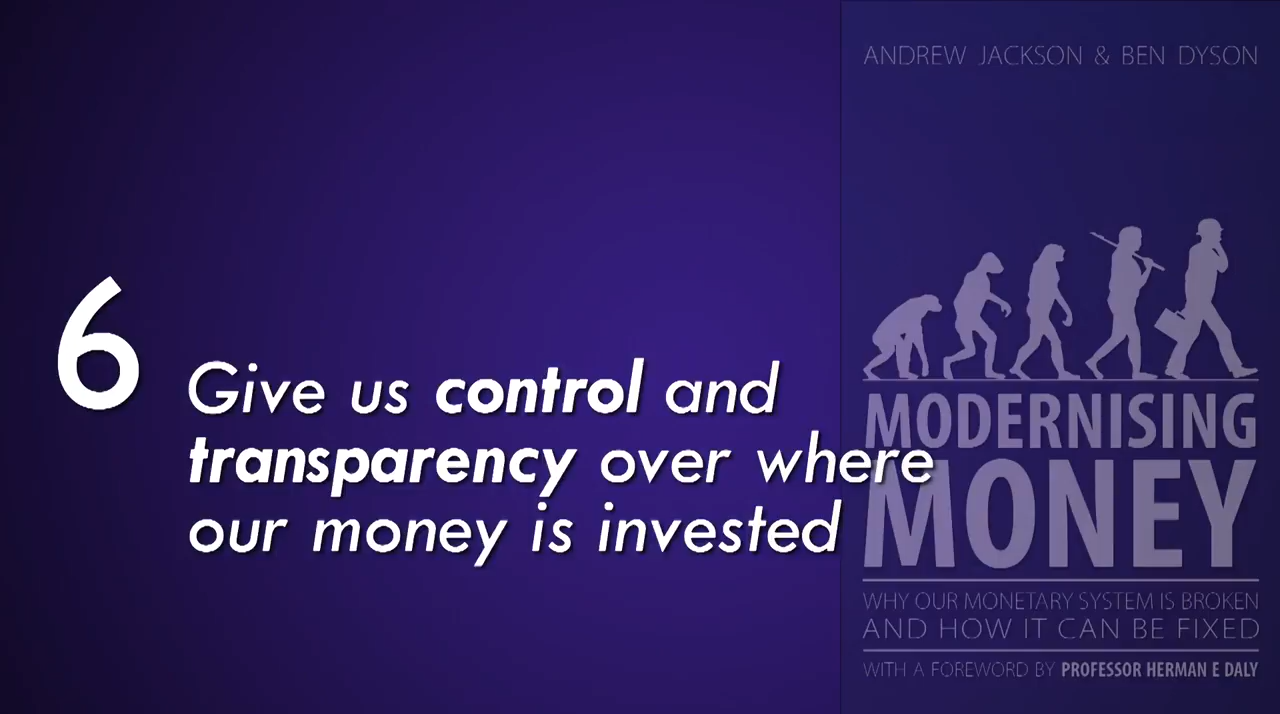 6
Give us control and
transparency over where
our money is invested
ANDREW JACKSON & BEN DYSON
MODERNISING
MONEY
WHY OUR MONETARY SYSTEM IS BROKEN
AND HOW IT CAN BE FIXED
WITH A FOREWORD BY PROFESSOR HERMAN E DALY